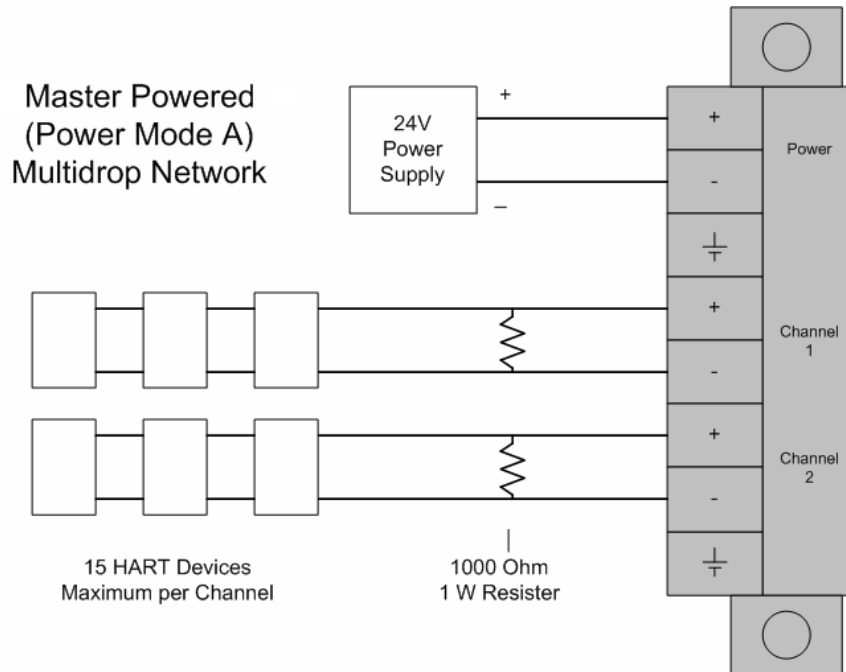 Master Powered
(Power Mode A)
Multidrop Network
24V
Power
Supply
+
–
+
Power
-
+
Channel
1
-
+
Channel
2
-
15 HART Devices
Maximum per Channel
1000 Ohm
1 W Resister